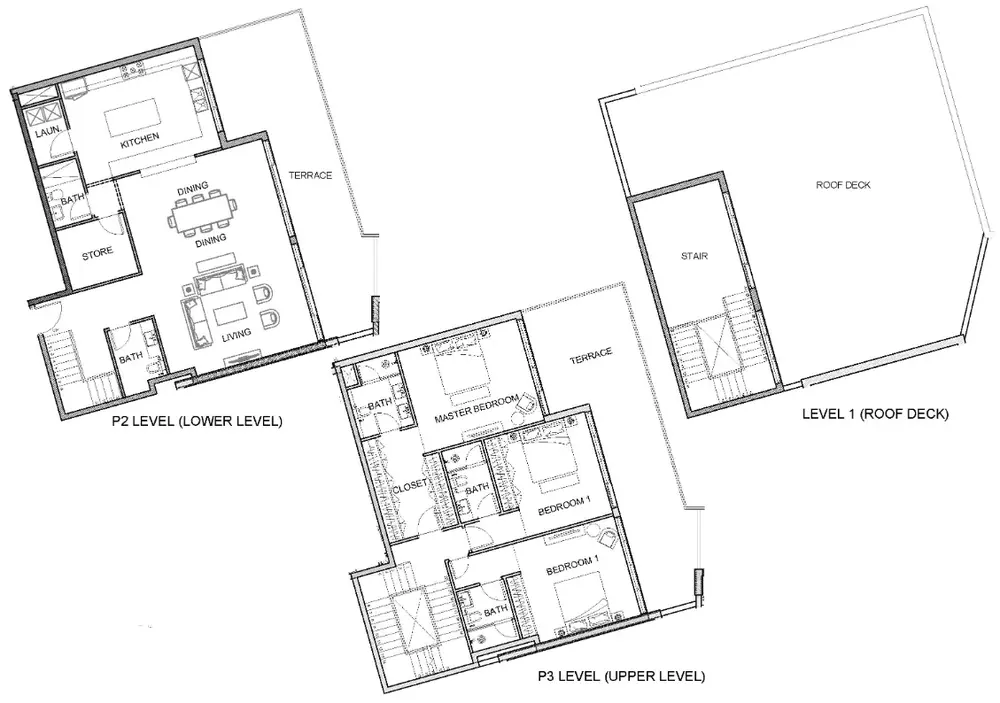 LAUN.
KITCHEN
BATH
DINING
TERRACE
DINING
STORE
LIVING
BATH
P2 LEVEL (LOWER LEVEL)
TERRACE
BATH
MASTER BEDROOM
CLOSET
BATH
BEDROOM 1
BEDROOM 1
BATH
P3 LEVEL (UPPER LEVEL)
ROOF DECK
STAIR
LEVEL 1 (ROOF DECK)